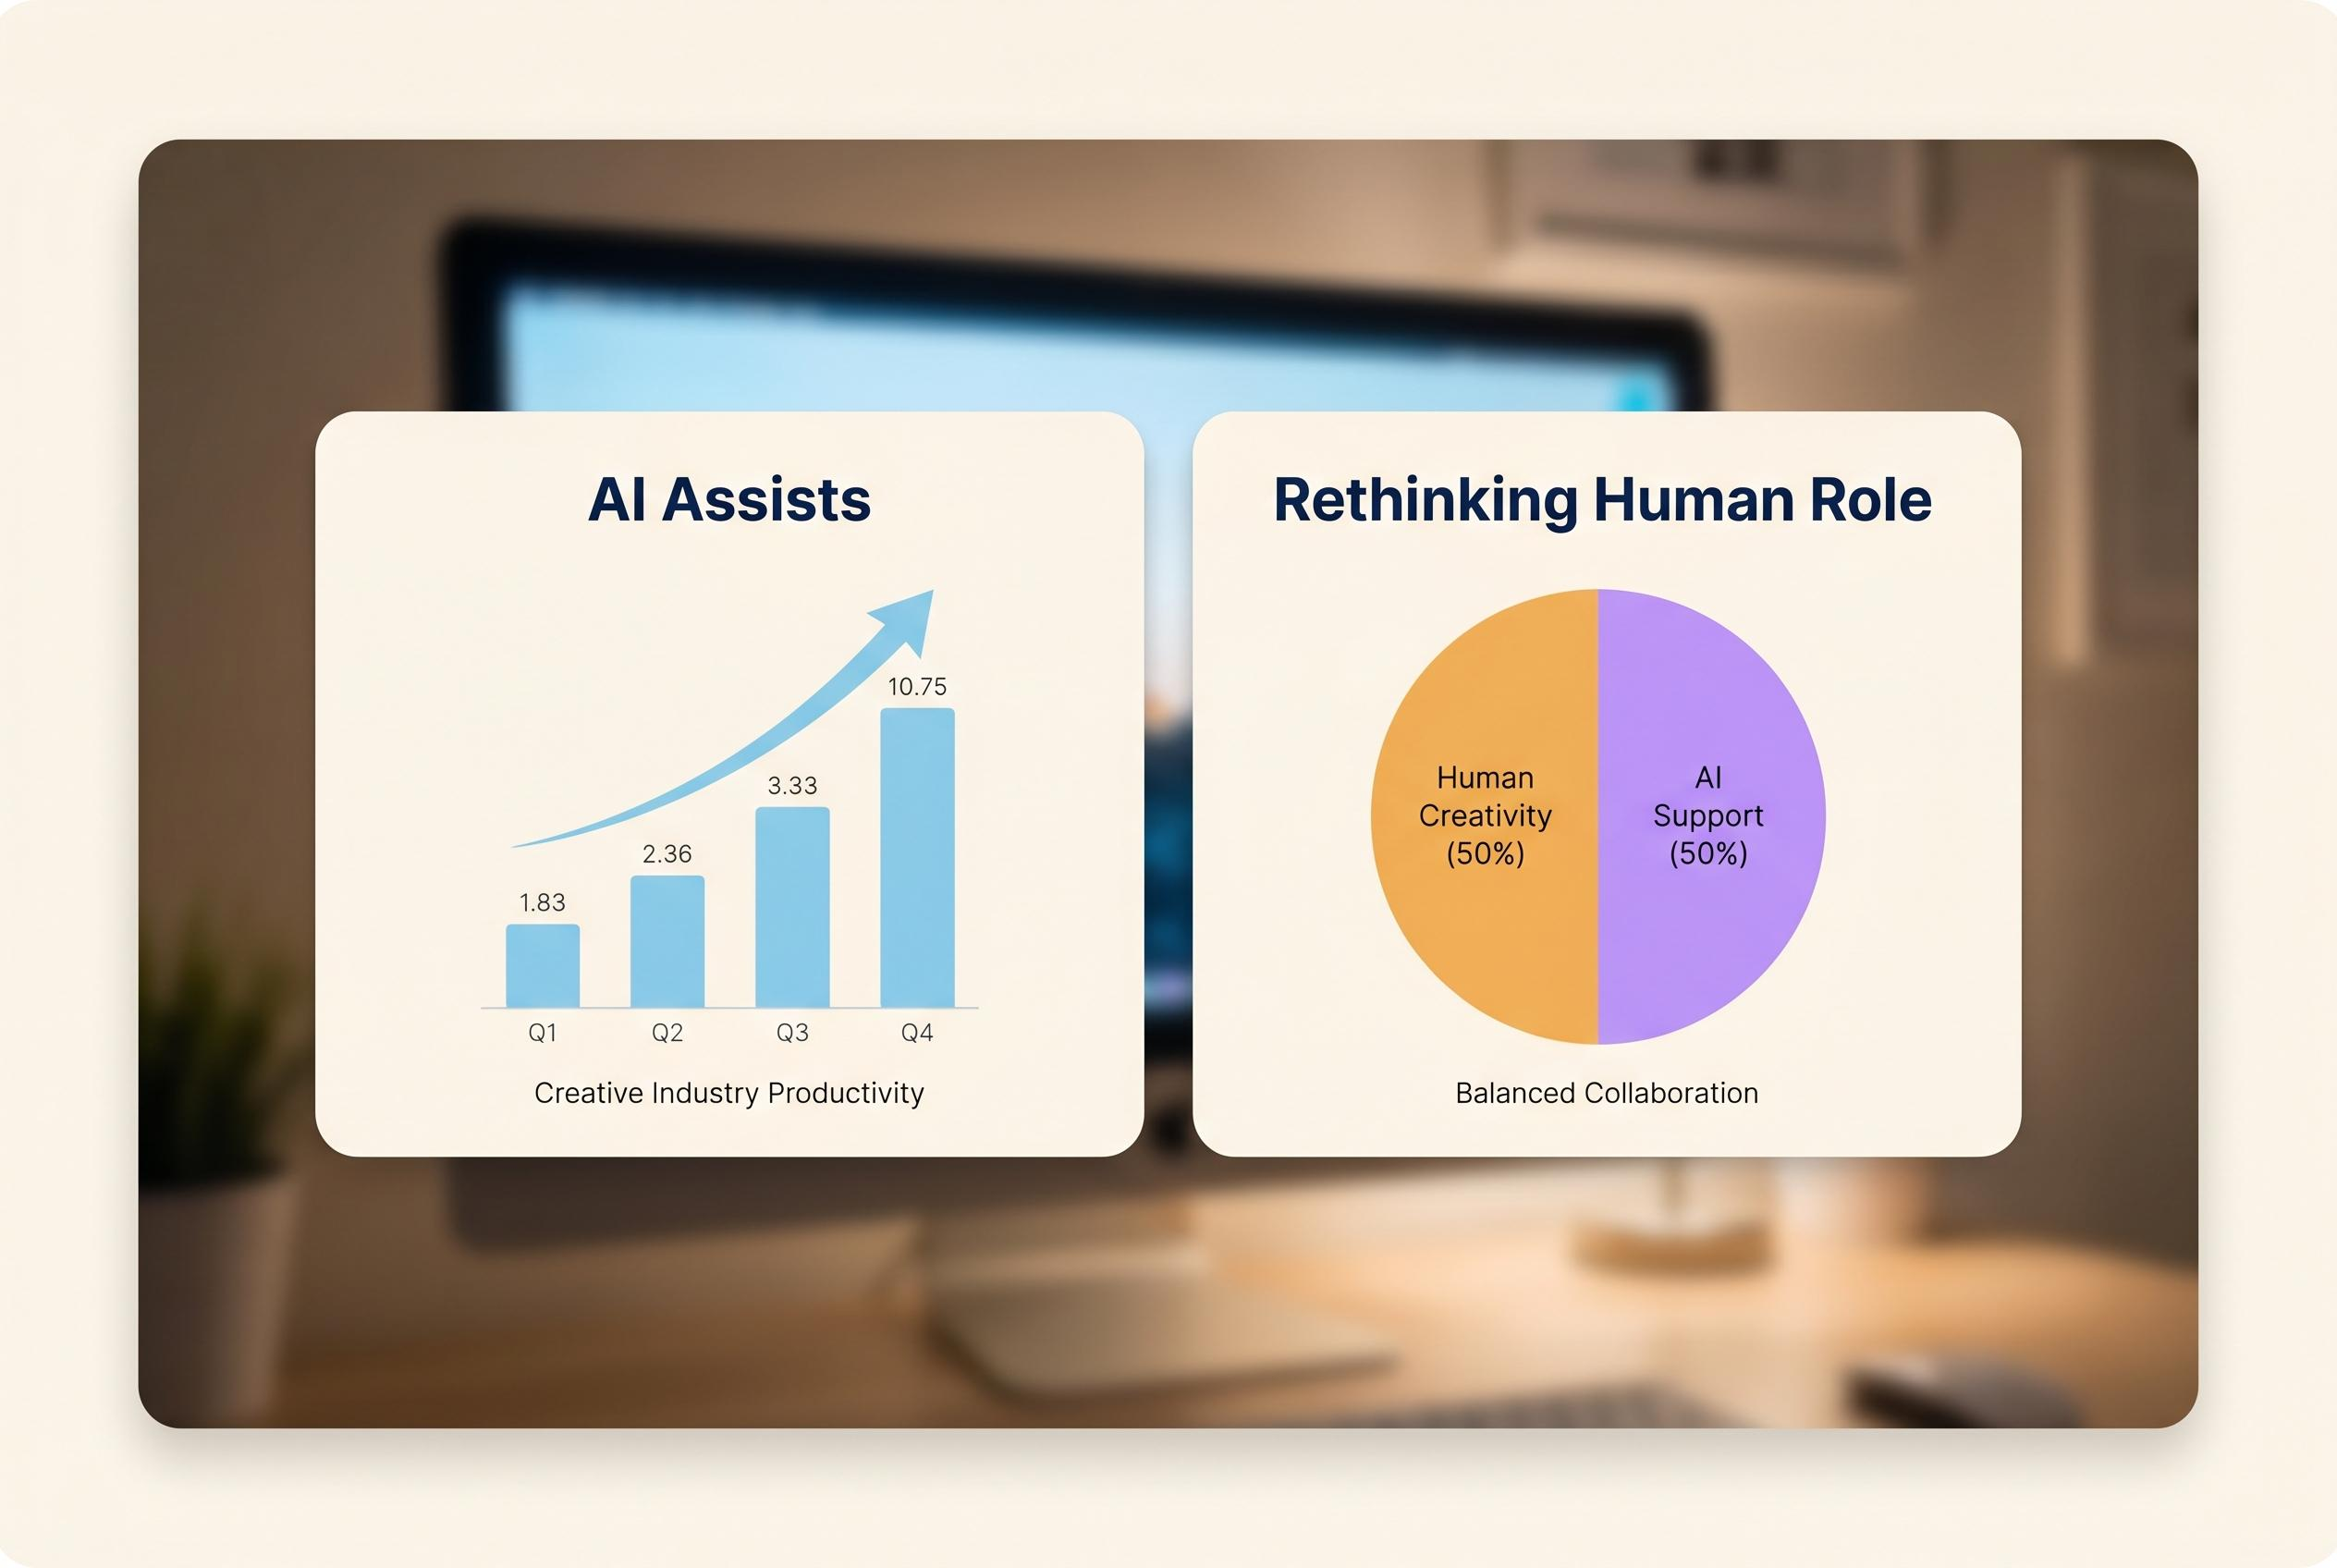 AI Assists
10.75
3.33
2.36
1.83
Q1 Q2 Q3 Q4
Creative Industry Productivity
Rethinking Human Role
Human
Creativity
(50%)
AI
Support
(50%)
Balanced Collaboration